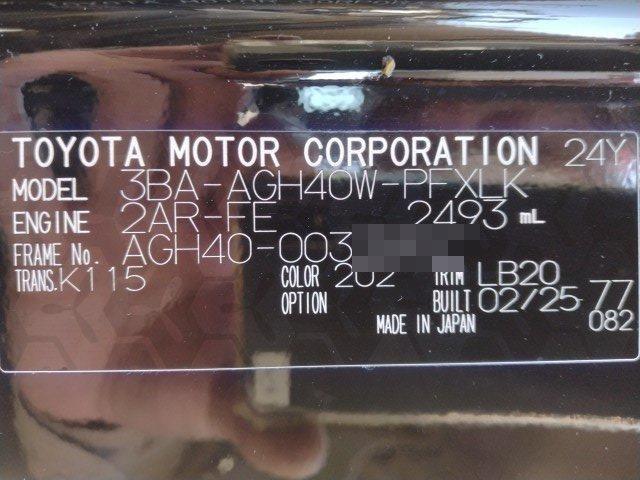 TOYOTA MOTOR CORPORATION 24Y
MODEL 3BA-AGH40W-PFXLK
ENGINE 2AR-FE 2493 mL
FRAME No. AGH40-003
TRANS. K115 COLOR 202 TRIM LB20
OPTION BUILT 02/25 77
MADE IN JAPAN 082